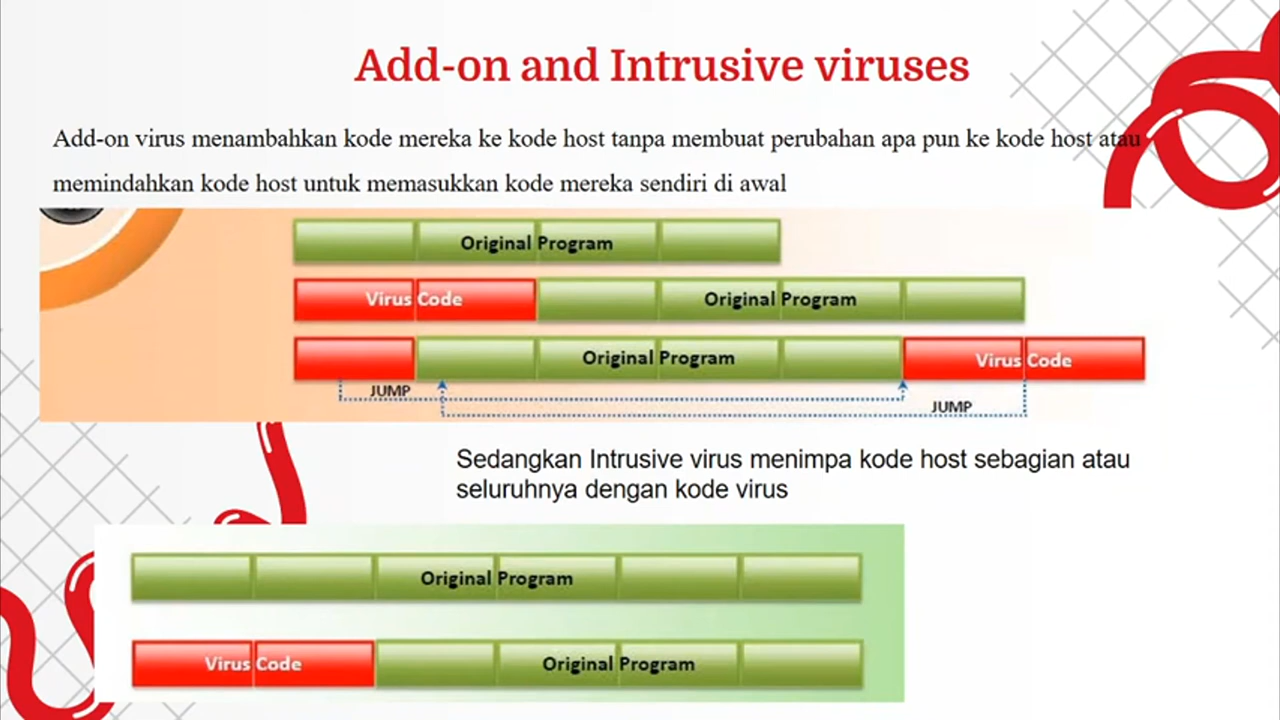 Add-on and Intrusive viruses
Add-on virus menambahkan kode mereka ke kode host tanpa membuat perubahan apa pun ke kode host atau
memindahkan kode host untuk memasukkan kode mereka sendiri di awal
Original Program
Virus Code Original Program
Original Program Virus Code
JUMP
JUMP
Sedangkan Intrusive virus menimpa kode host sebagian atau
seluruhnya dengan kode virus
Original Program
Virus Code Original Program